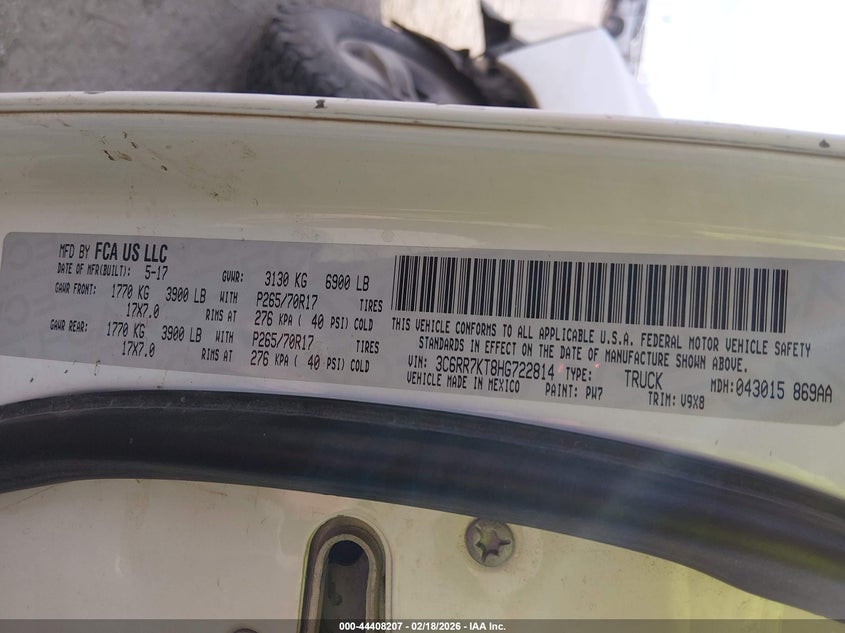 MFD BY FCA US LLC
DATE OF MFR(BUILT): 5-17 GVWR: 3130 KG 6900 LB
GAWR FRONT: 1770 KG 3900 LB WITH P265/70R17 TIRES
17X7.0 RIMS AT 276 KPA ( 40 PSI) COLD
GAWR REAR: 1770 KG 3900 LB WITH P265/70R17 TIRES
17X7.0 RIMS AT 276 KPA ( 40 PSI) COLD
THIS VEHICLE CONFORMS TO ALL APPLICABLE U.S.A. FEDERAL MOTOR VEHICLE SAFETY
STANDARDS IN EFFECT ON THE DATE OF MANUFACTURE SHOWN ABOVE.
VIN: 3C6RR7KT8HG722814 TYPE: TRUCK MDH: 043015 869AA
VEHICLE MADE IN MEXICO PAINT: PW7 TRIM: V9X8
000-44408207 - 02/18/2026 - IAA Inc.